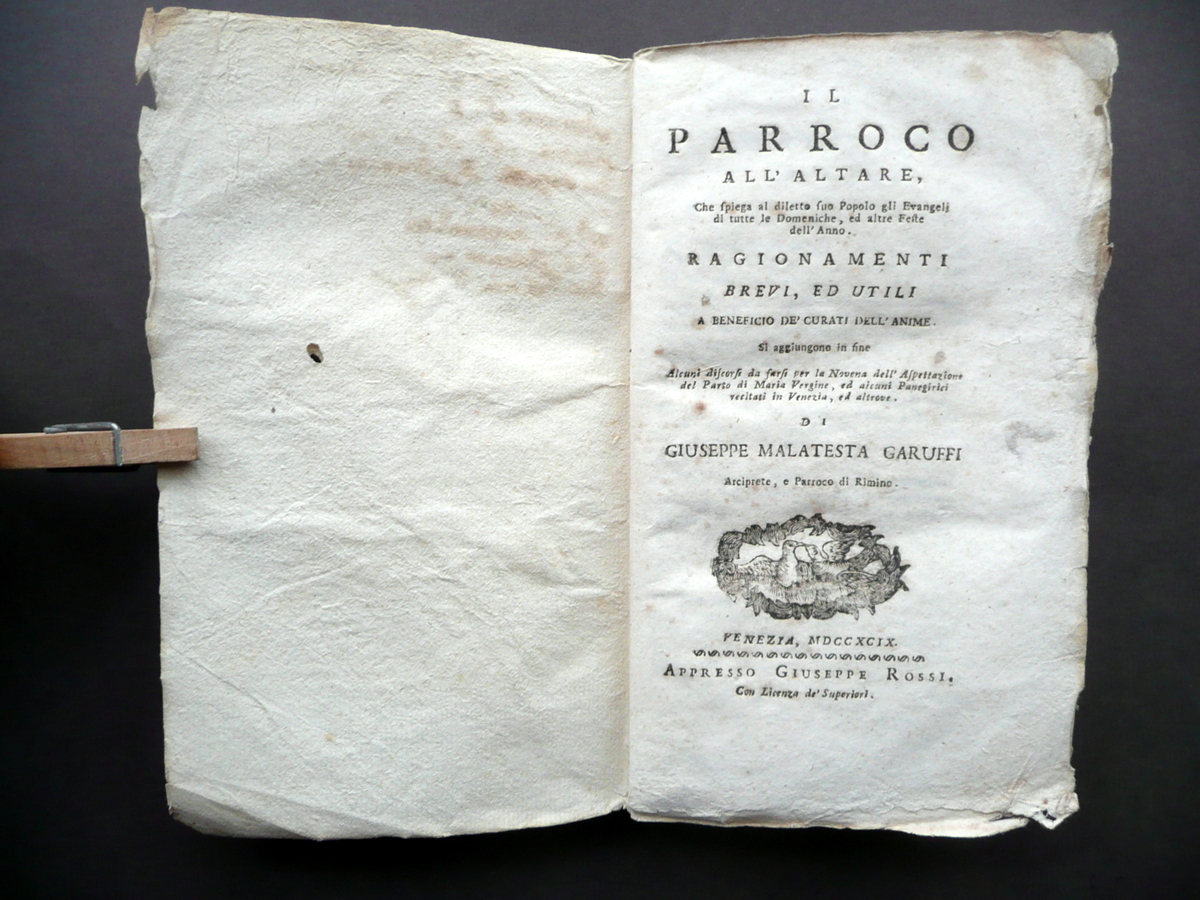 IL
PARROCO
ALL' ALTARE,
Che ſpiega al diletto ſuo Popolo gli Evangelj
di tutte le Domeniche, ed altre Feſte
dell' Anno.
RAGIONAMENTI
BREVI, ED UTILI
A BENEFICIO DE' CURATI DELL' ANIME.
Si aggiungono in fine
Alcuni diſcorſi da farſi per la Novena dell' Aſpettazione
del Parto di Maria Vergine, ed alcuni Panegirici
recitati in Venezia, ed altrove.
DI
GIUSEPPE MALATESTA GARUFFI
Arciprete, e Parroco di Rimino.
VENEZIA, MDCCXCIX.
APPRESSO GIUSEPPE ROSSI.
Con Licenza de' Superiori.